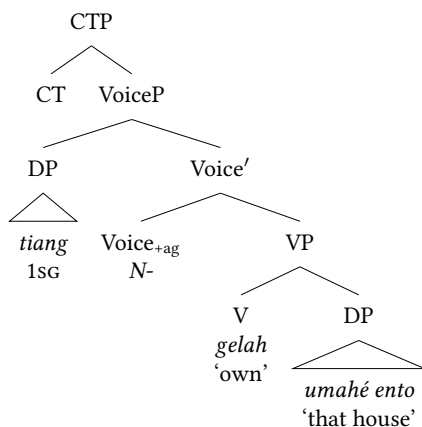 CTP
CT VoiceP
DP Voice′
tiang Voice+ag VP
1SG N-
V DP
gelah
‘own’ umahé ento
‘that house’